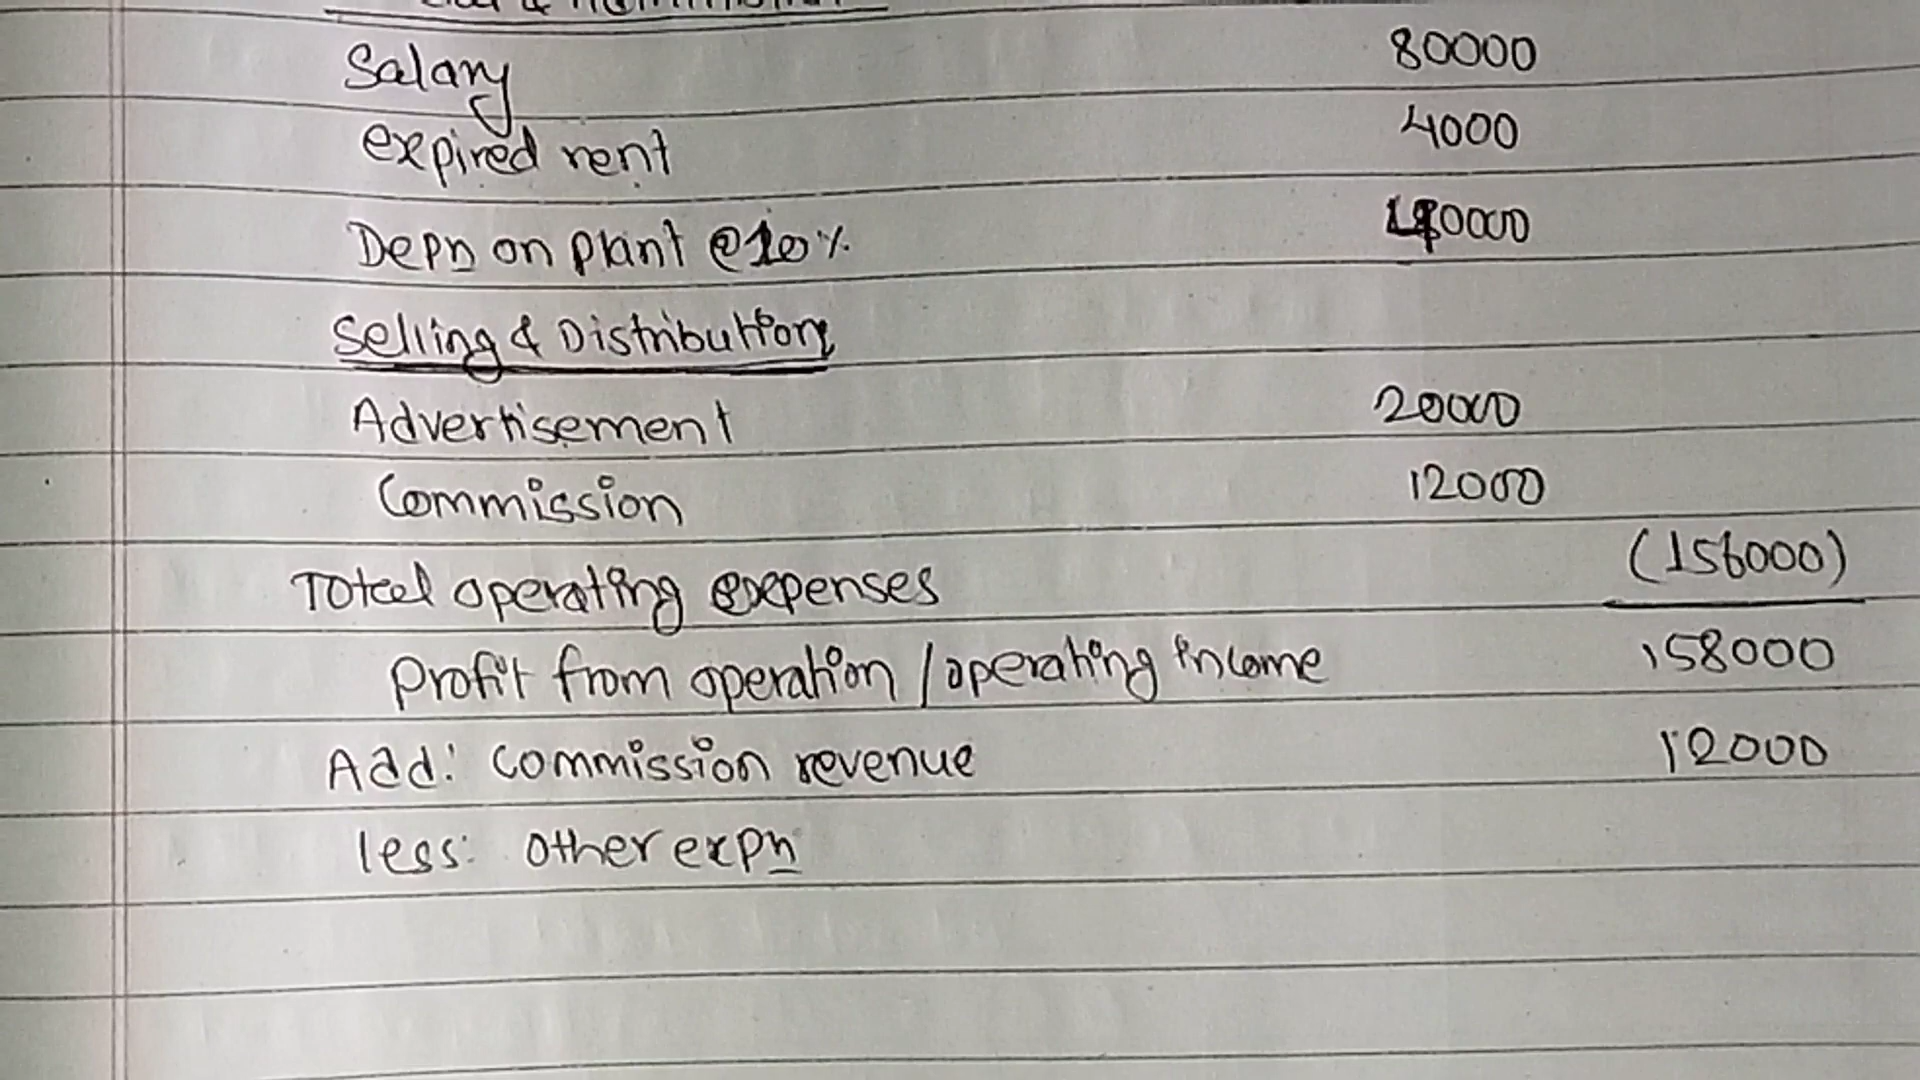 Salary 80000
expired rent 4000
Depn on plant @10% 40000
Selling & Distribution
Advertisement 20000
Commission 12000
Total operating expenses (156000)
Profit from operation / operating income 158000
Add: commission revenue 12000
less: other expn